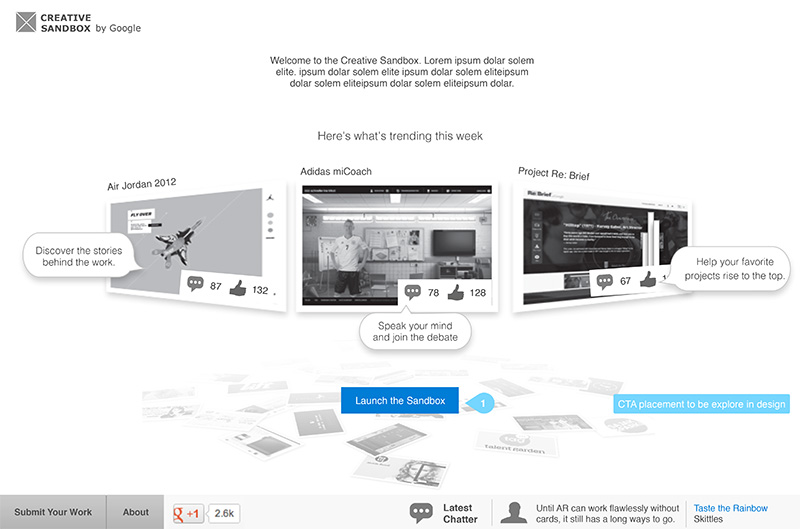 CREATIVE
SANDBOX by Google
Welcome to the Creative Sandbox. Lorem ipsum dolar solem
elite. ipsum dolar solem elite ipsum dolar solem eliteipsum
dolar solem eliteipsum dolar solem eliteipsum dolar.
Here's what's trending this week
Air Jordan 2012
Adidas miCoach
Project Re: Brief
FLY OVER
Re: Brief
Discover the stories
behind the work.
87 132
Speak your mind
and join the debate
78 128
Help your favorite
projects rise to the top.
67
Launch the Sandbox
1
CTA placement to be explore in design
talent garden
Submit Your Work
About
g +1
2.6k
Latest
Chatter
Until AR can work flawlessly without
cards, it still has a long ways to go.
Taste the Rainbow
Skittles